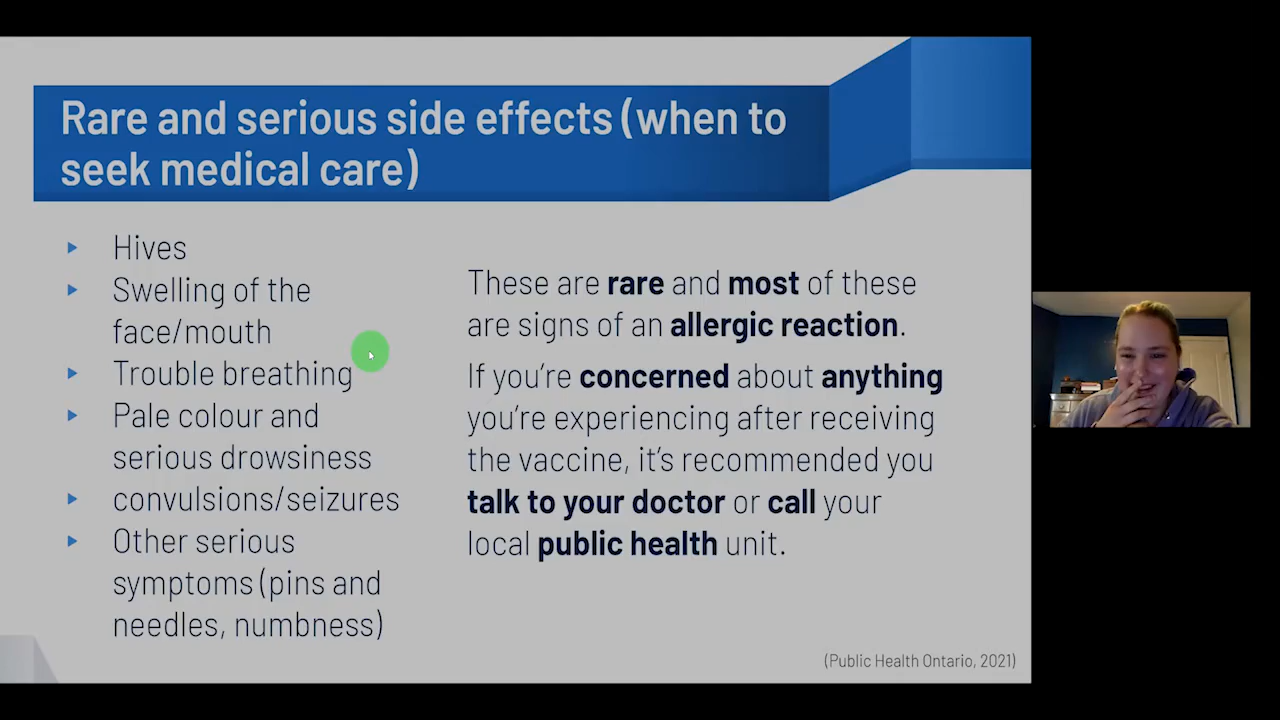 Rare and serious side effects (when to
seek medical care)
Hives
Swelling of the
face/mouth
Trouble breathing
Pale colour and
serious drowsiness
convulsions/seizures
Other serious
symptoms (pins and
needles, numbness)
These are rare and most of these
are signs of an allergic reaction.
If you're concerned about anything
you're experiencing after receiving
the vaccine, it's recommended you
talk to your doctor or call your
local public health unit.
(Public Health Ontario, 2021)